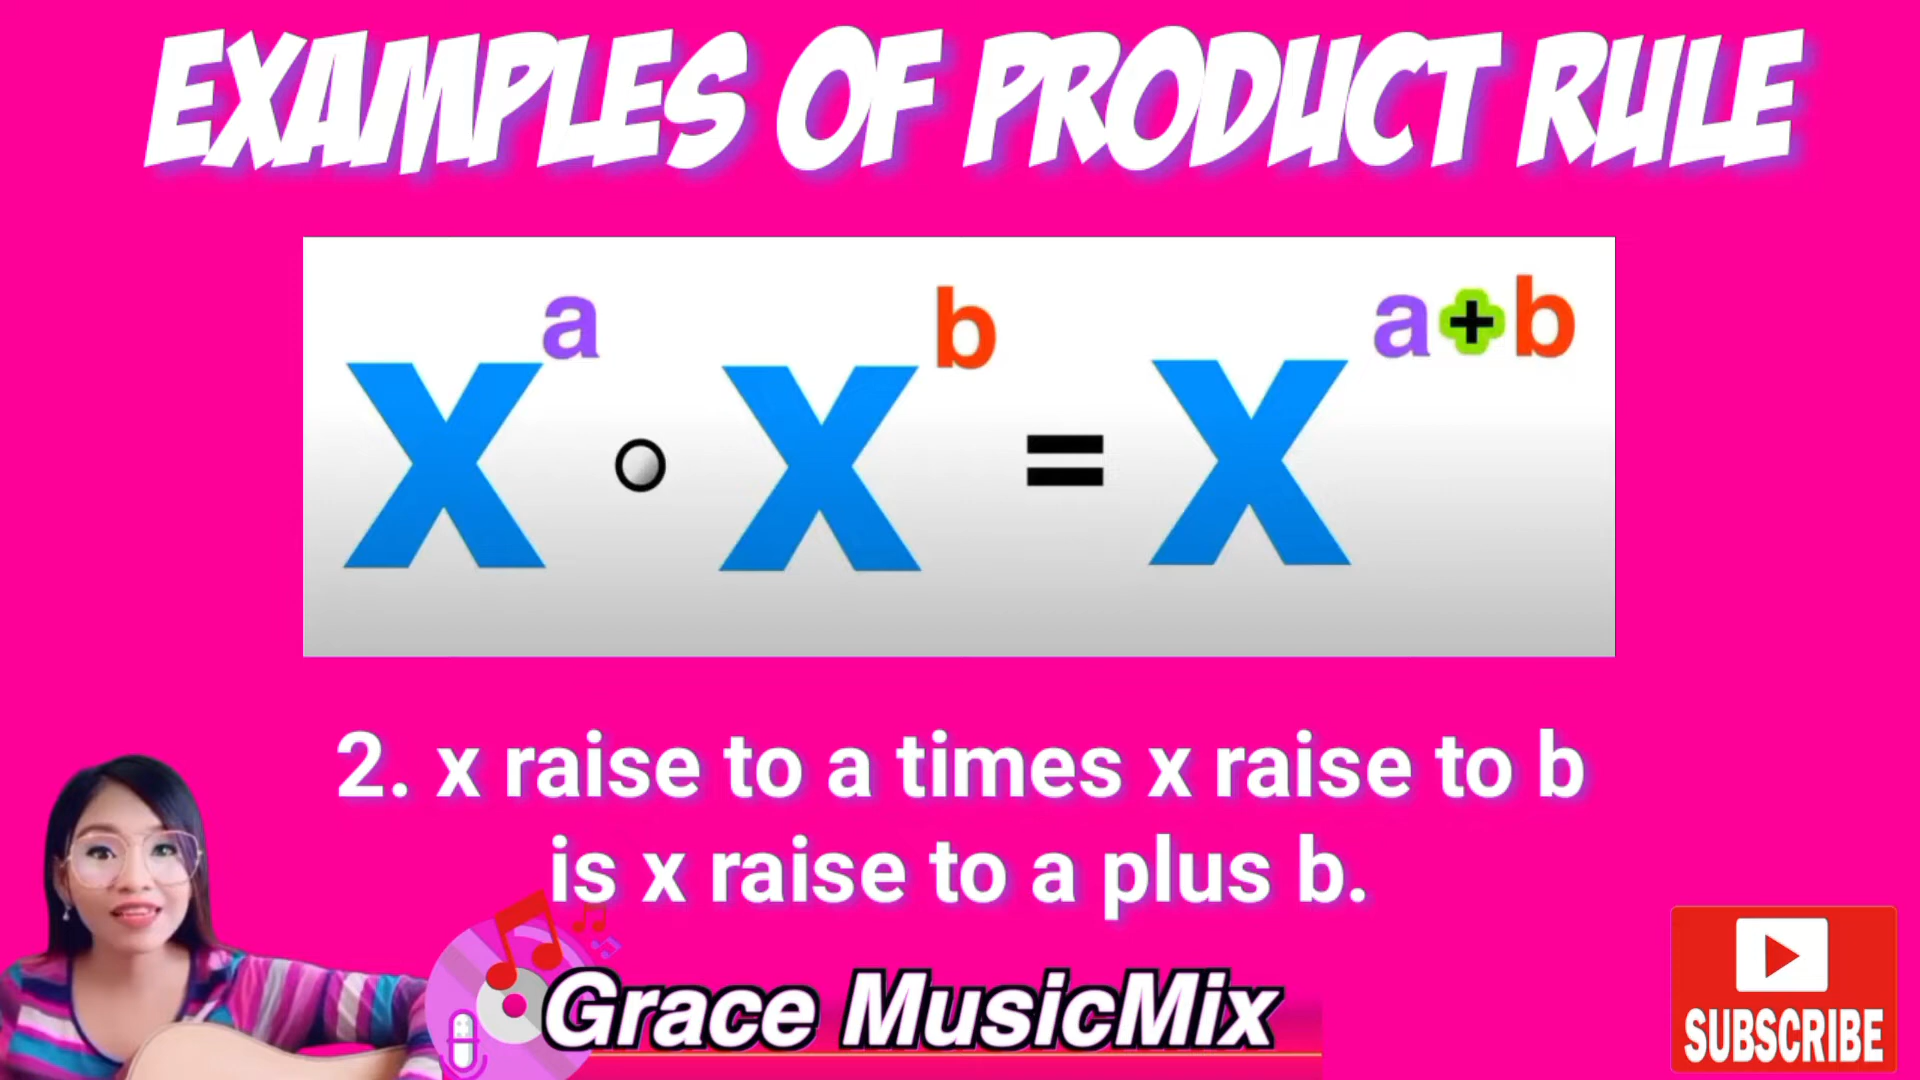 EXAMPLES OF PRODUCT RULE
x^a ∘ x^b = x^(a+b)
2. x raise to a times x raise to b
is x raise to a plus b.
Grace MusicMix
SUBSCRIBE